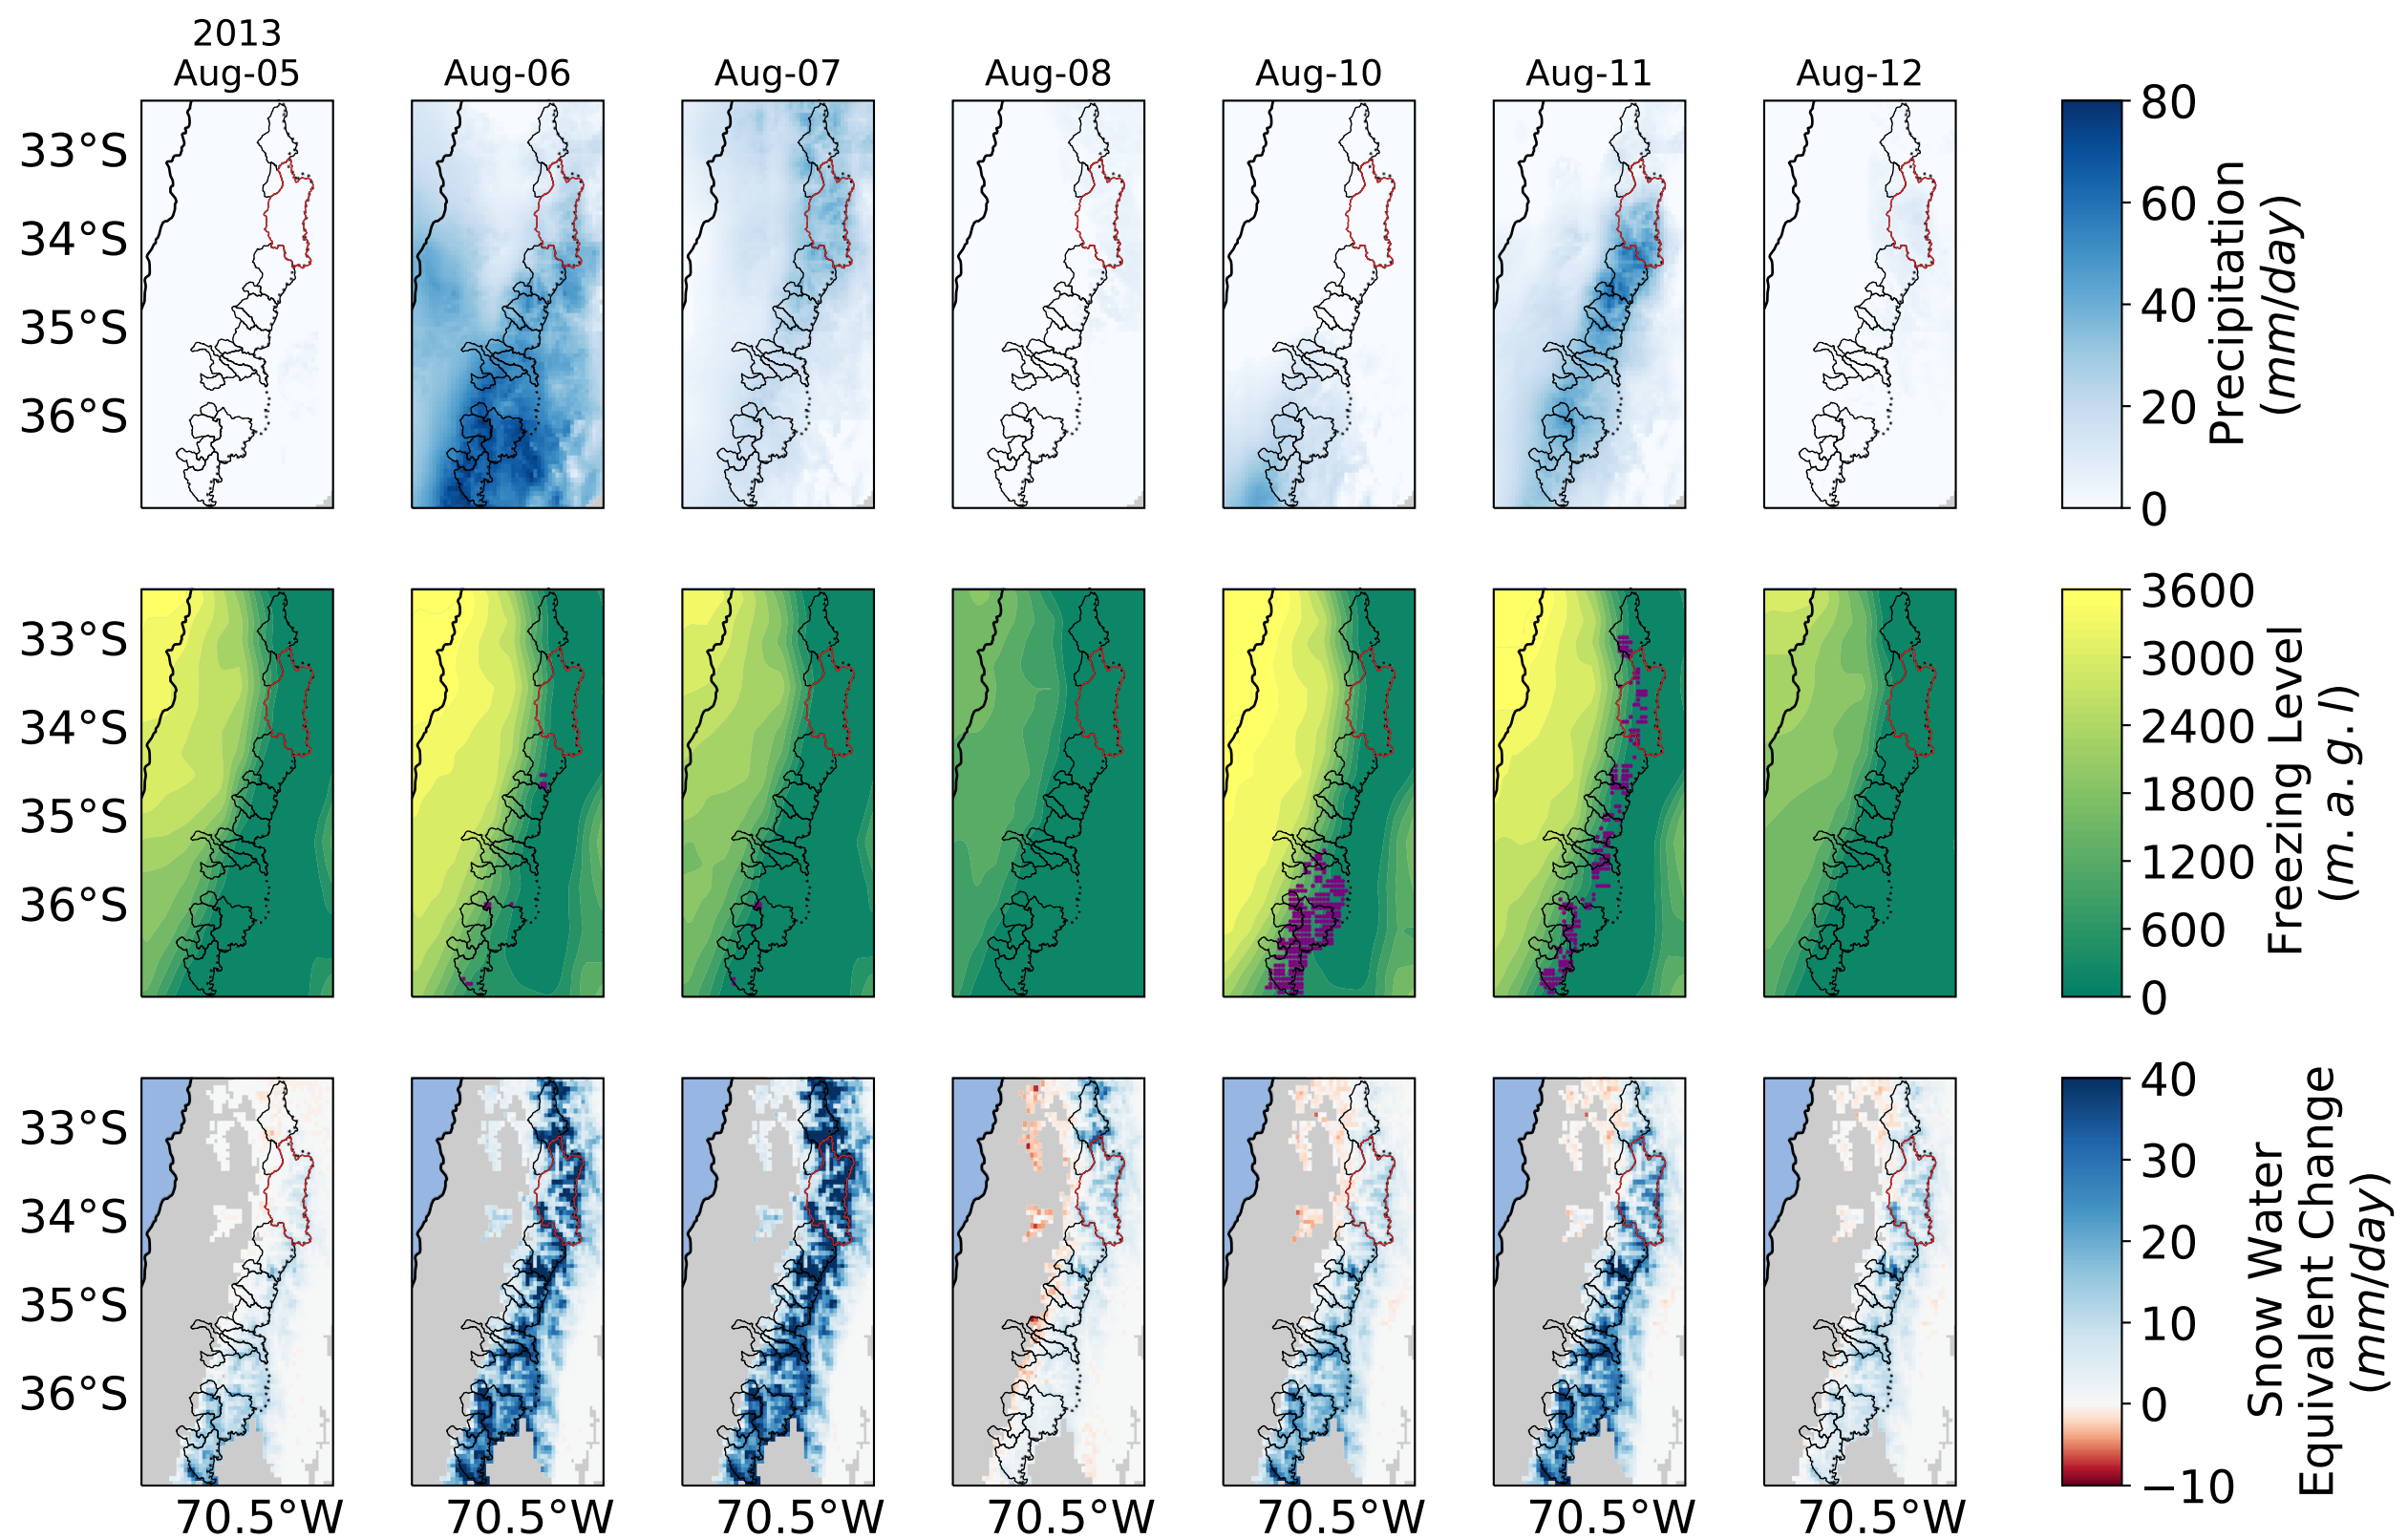 2013
Aug-05 Aug-06 Aug-07 Aug-08 Aug-10 Aug-11 Aug-12
33°S
34°S
35°S
36°S
80
60
40
20
0
Precipitation
(mm/day)
33°S
34°S
35°S
36°S
3600
3000
2400
1800
1200
600
0
Freezing Level
(m.a.g.l)
33°S
34°S
35°S
36°S
40
30
20
10
0
−10
Snow Water
Equivalent Change
(mm/day)
70.5°W 70.5°W 70.5°W 70.5°W 70.5°W 70.5°W 70.5°W